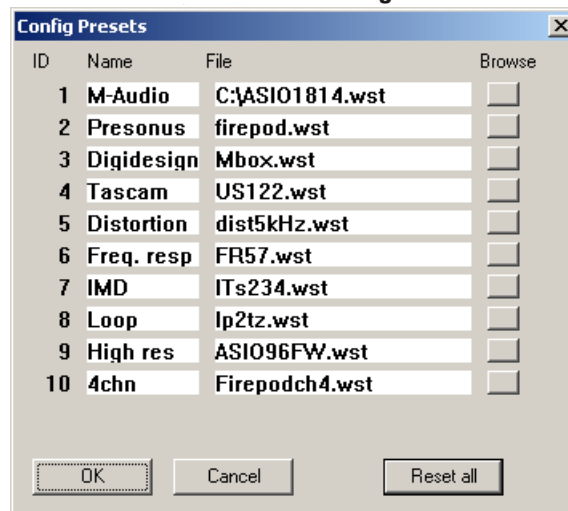 Config Presets
ID Name File Browse
1 M-Audio C:\ASIO1814.wst
2 Presonus firepod.wst
3 Digidesign Mbox.wst
4 Tascam US122.wst
5 Distortion dist5kHz.wst
6 Freq. resp FR57.wst
7 IMD ITs234.wst
8 Loop lp2tz.wst
9 High res ASIO96FW.wst
10 4chn Firepodch4.wst
OK Cancel Reset all